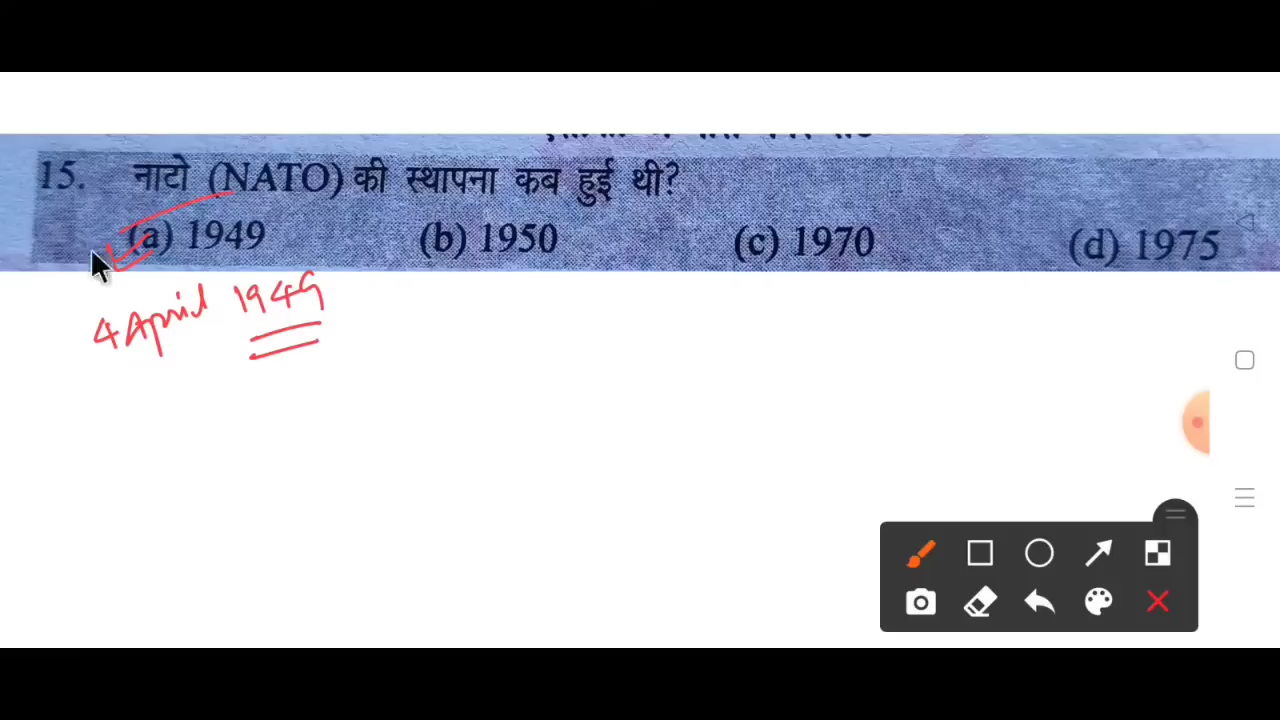 15. नाटो (NATO) की स्थापना कब हुई थी?
(a) 1949 (b) 1950 (c) 1970 (d) 1975
4 April 1949